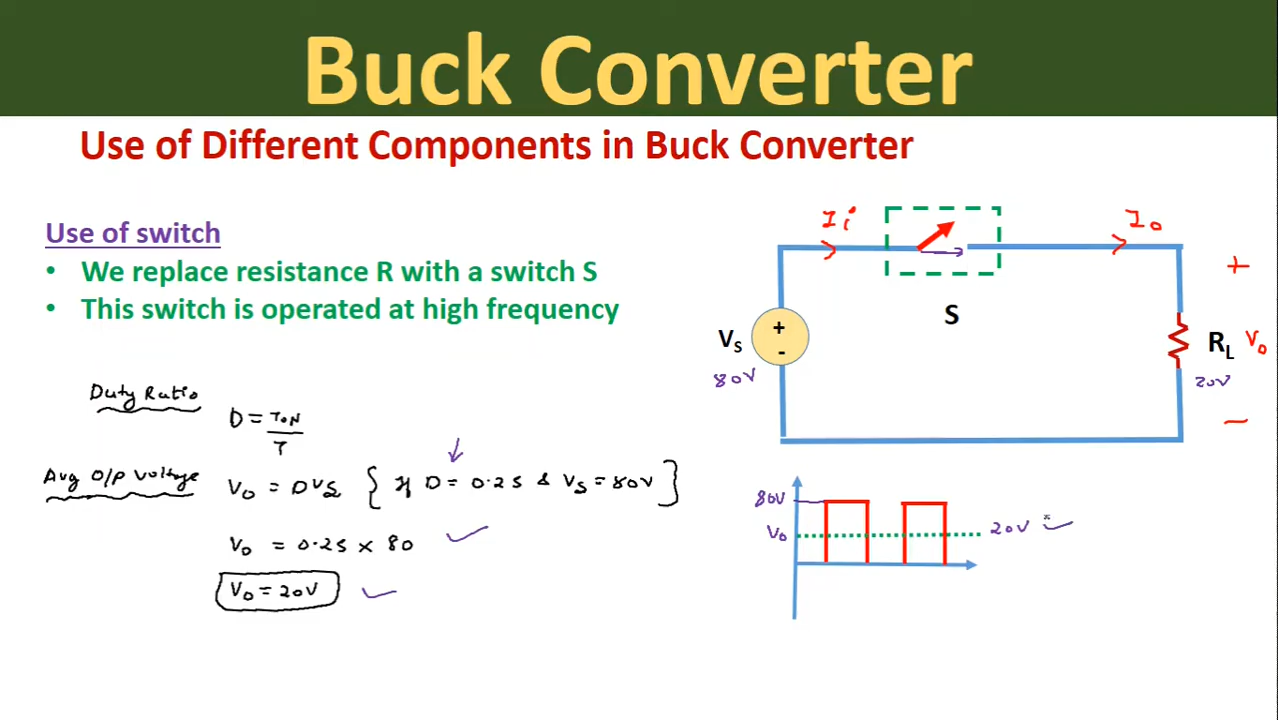 Buck Converter
Use of Different Components in Buck Converter
Use of switch
• We replace resistance R with a switch S
• This switch is operated at high frequency
Duty Ratio
D = TON
T
Avg O/P Voltage
Vo = DVs { if D = 0.25 & Vs = 80V }
Vo = 0.25 x 80
Vo = 20V
Ii
Io
S
+
-
VS
80V
+
RL
Vo
20V
−
80V
Vo
20V